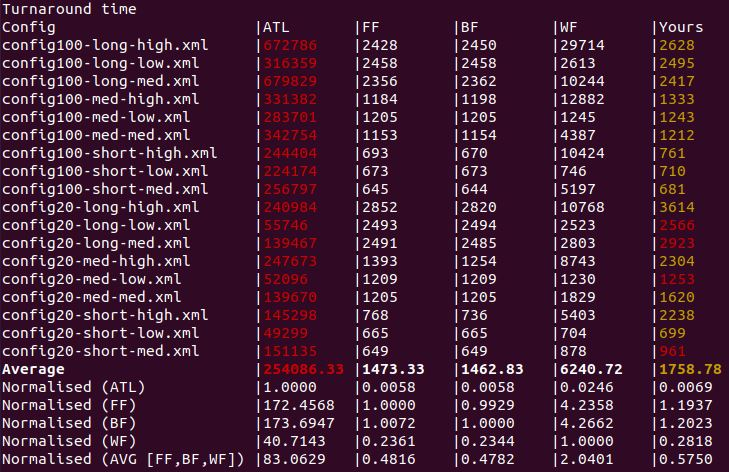 Turnaround time
Config |ATL |FF |BF |WF |Yours
config100-long-high.xml |672786 |2428 |2450 |29714 |2628
config100-long-low.xml |316359 |2458 |2458 |2613 |2495
config100-long-med.xml |679829 |2356 |2362 |10244 |2417
config100-med-high.xml |331382 |1184 |1198 |12882 |1333
config100-med-low.xml |283701 |1205 |1205 |1245 |1243
config100-med-med.xml |342754 |1153 |1154 |4387 |1212
config100-short-high.xml |244404 |693 |670 |10424 |761
config100-short-low.xml |224174 |673 |673 |746 |710
config100-short-med.xml |256797 |645 |644 |5197 |681
config20-long-high.xml |240984 |2852 |2820 |10768 |3614
config20-long-low.xml |55746 |2493 |2494 |2523 |2566
config20-long-med.xml |139467 |2491 |2485 |2803 |2923
config20-med-high.xml |247673 |1393 |1254 |8743 |2304
config20-med-low.xml |52096 |1209 |1209 |1230 |1253
config20-med-med.xml |139670 |1205 |1205 |1829 |1620
config20-short-high.xml |145298 |768 |736 |5403 |2238
config20-short-low.xml |49299 |665 |665 |704 |699
config20-short-med.xml |151135 |649 |649 |878 |961
Average |254086.33 |1473.33 |1462.83 |6240.72 |1758.78
Normalised (ATL) |1.0000 |0.0058 |0.0058 |0.0246 |0.0069
Normalised (FF) |172.4568 |1.0000 |0.9929 |4.2358 |1.1937
Normalised (BF) |173.6947 |1.0072 |1.0000 |4.2662 |1.2023
Normalised (WF) |40.7143 |0.2361 |0.2344 |1.0000 |0.2818
Normalised (AVG [FF,BF,WF]) |83.0629 |0.4816 |0.4782 |2.0401 |0.5750